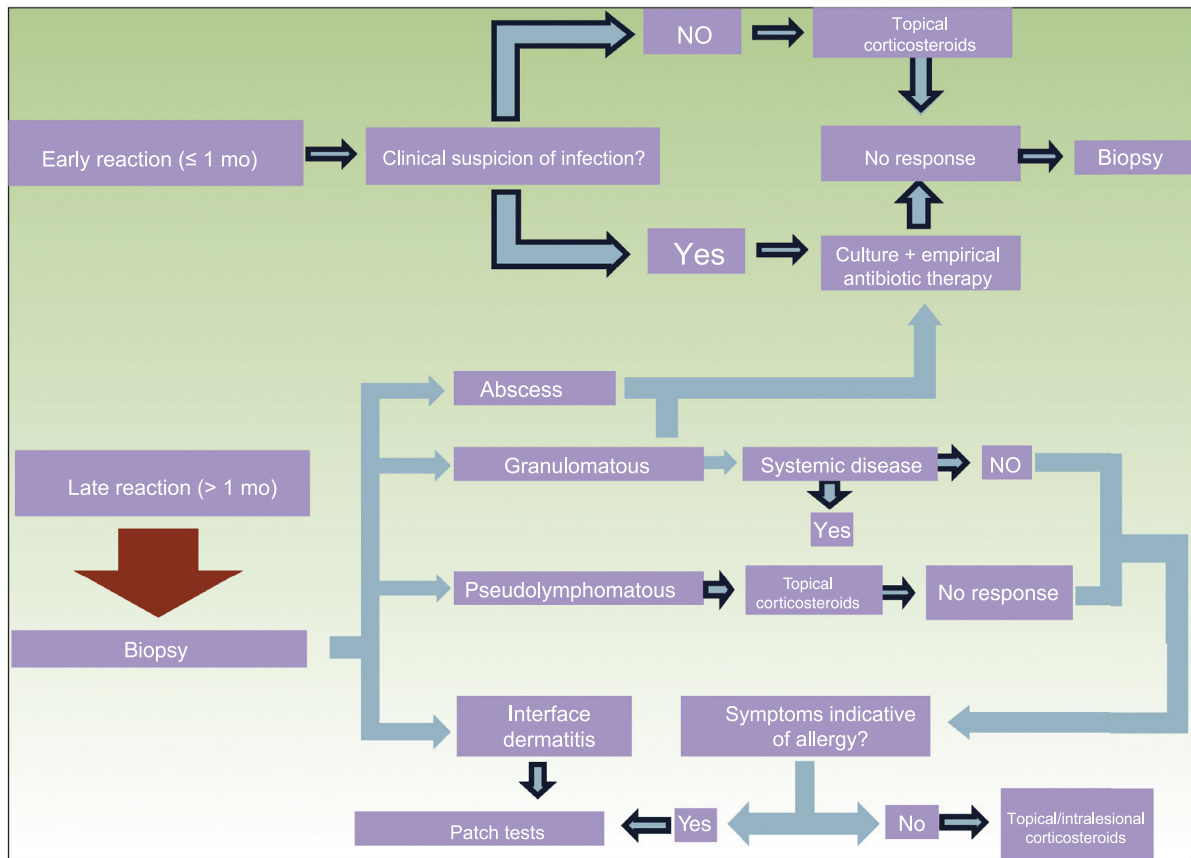 NO
Topical
corticosteroids
Early reaction (≤ 1 mo)
Clinical suspicion of infection?
No response
Biopsy
Yes
Culture + empirical
antibiotic therapy
Abscess
Granulomatous
Systemic disease
NO
Late reaction (> 1 mo)
Yes
Pseudolymphomatous
Topical
corticosteroids
No response
Biopsy
Interface
dermatitis
Symptoms indicative
of allergy?
Patch tests
Yes
No
Topical/intralesional
corticosteroids